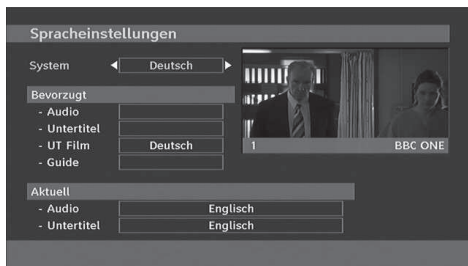 Spracheinstellungen
System Deutsch
Bevorzugt
- Audio
- Untertitel
- UT Film Deutsch
- Guide
1 BBC ONE
Aktuell
- Audio Englisch
- Untertitel Englisch